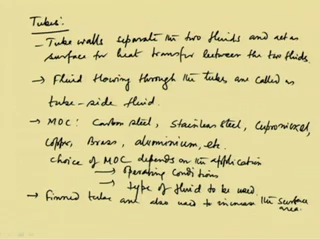 Tubes:
- Tube walls separate the two fluids and act as
surface for heat transfer between the two fluids.
→ Fluid flowing through the tubes are called as
tube-side fluid.
→ MOC: Carbon steel, Stainless steel, Cupronickel,
Copper, Brass, aluminium, etc.
choice of MOC depends on the application
→ operating conditions
→ type of fluid to be used.
→ Finned tubes are also used to increase the surface
area.